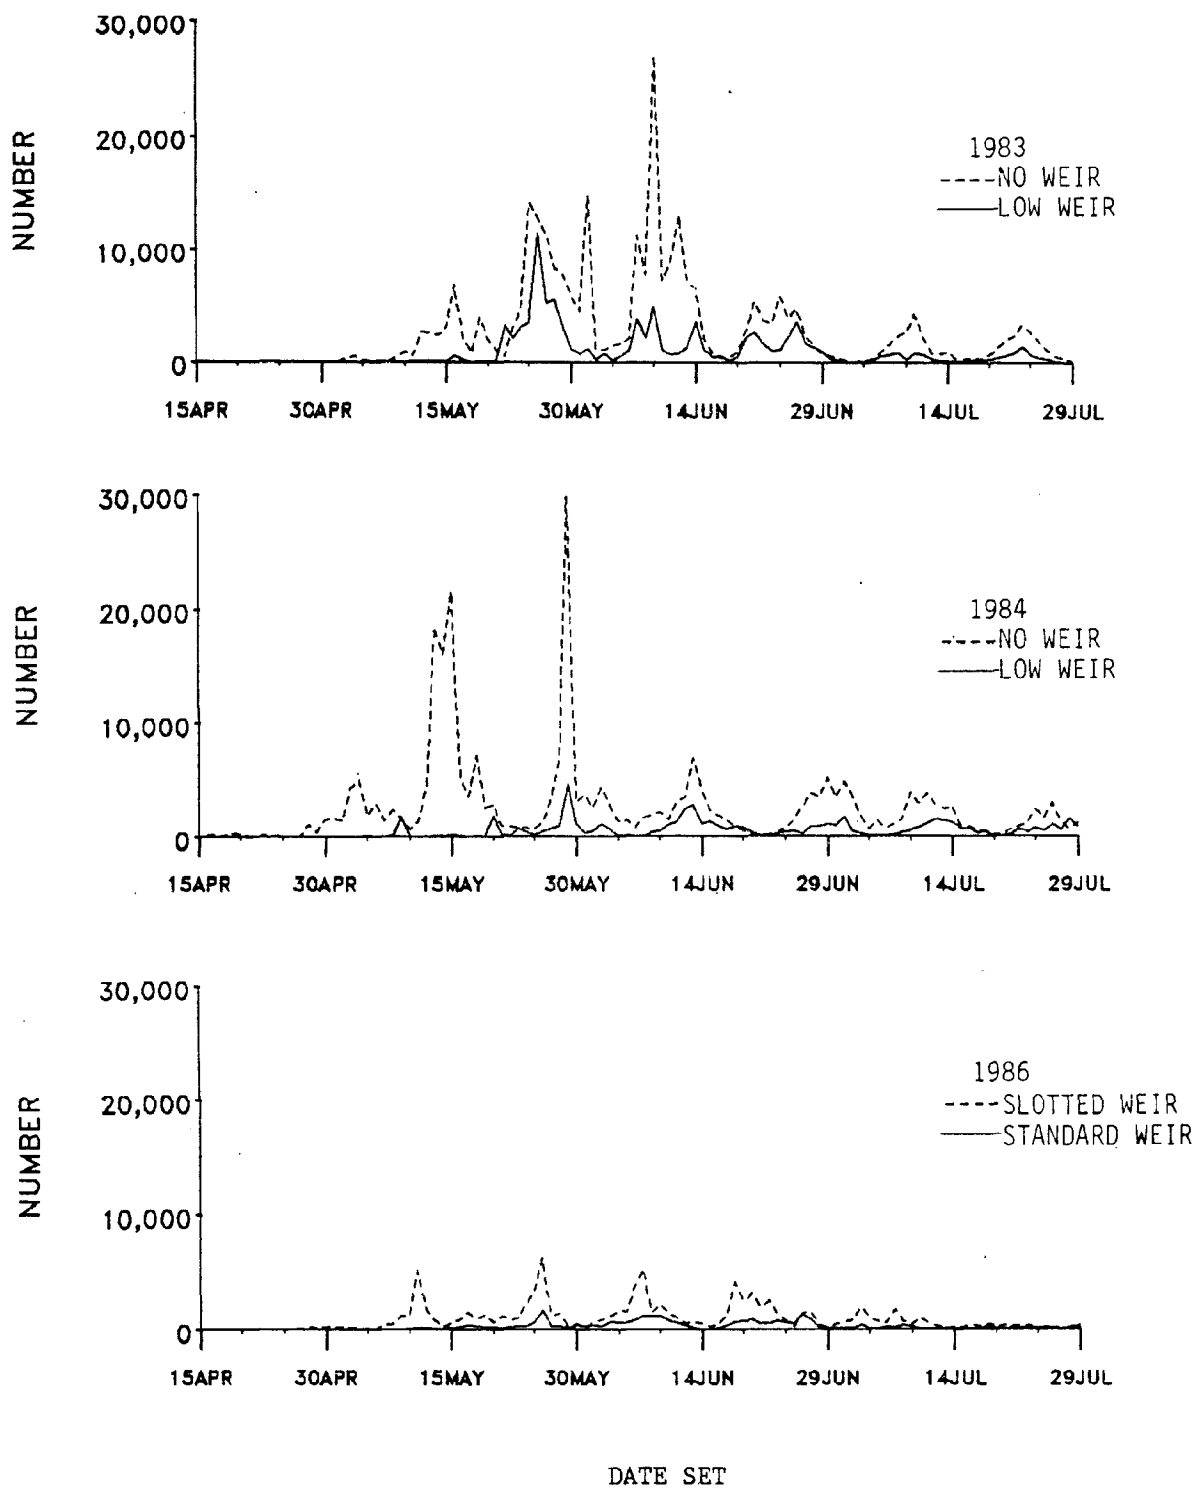 30,000
20,000
10,000
0
NUMBER
1983
NO WEIR
LOW WEIR
15APR 30APR 15MAY 30MAY 14JUN 29JUN 14JUL 29JUL
30,000
20,000
10,000
0
NUMBER
1984
NO WEIR
LOW WEIR
15APR 30APR 15MAY 30MAY 14JUN 29JUN 14JUL 29JUL
30,000
20,000
10,000
0
NUMBER
1986
SLOTTED WEIR
STANDARD WEIR
15APR 30APR 15MAY 30MAY 14JUN 29JUN 14JUL 29JUL
DATE SET